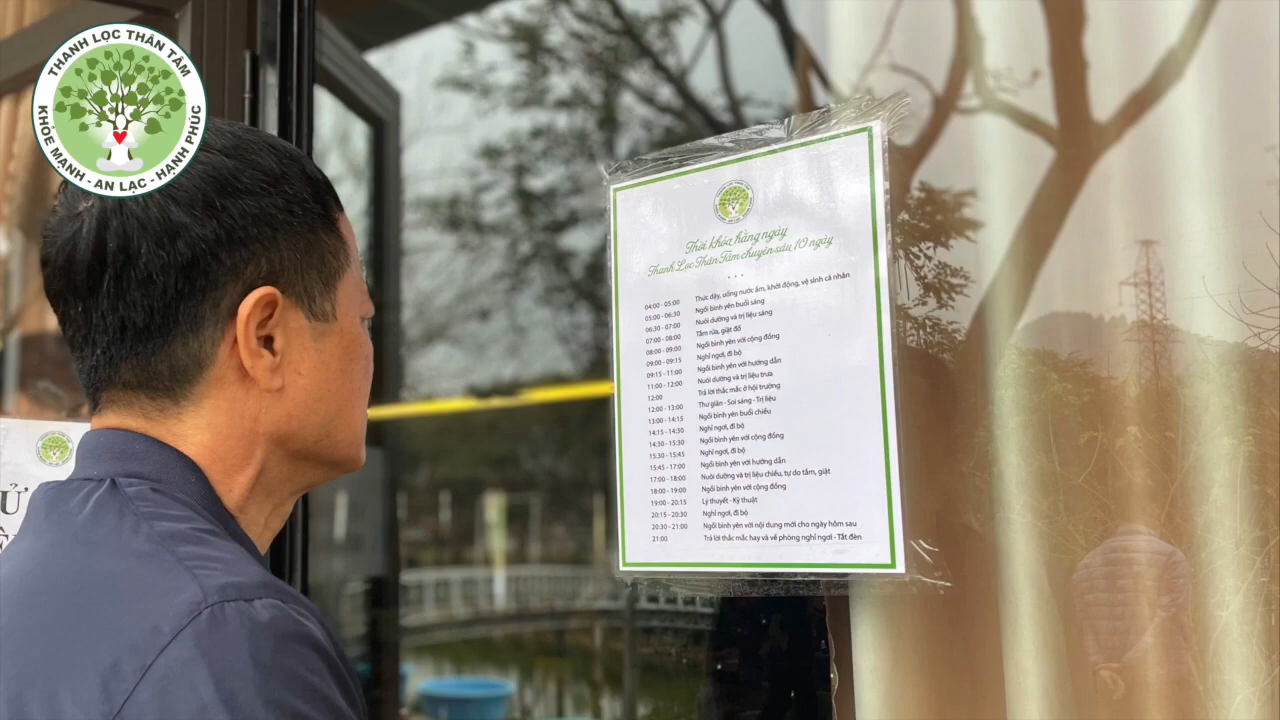 THANH LỌC THÂN TÂM
KHỎE MẠNH - AN LẠC - HẠNH PHÚC
THANH LỌC THÂN TÂM
Thời khóa hằng ngày
Thanh Lọc Thân Tâm chuyên sâu 10 ngày
04:00 - 05:00 Thức dậy, uống nước ấm, khởi động, vệ sinh cá nhân
05:00 - 06:30 Ngồi bình yên buổi sáng
06:30 - 07:00 Nuôi dưỡng và trị liệu sáng
07:00 - 08:00 Tắm rửa, giặt đồ
08:00 - 09:00 Ngồi bình yên với cộng đồng
09:00 - 09:15 Nghỉ ngơi, đi bộ
09:15 - 11:00 Ngồi bình yên với hướng dẫn
11:00 - 12:00 Nuôi dưỡng và trị liệu trưa
12:00 Trả lời thắc mắc ở hội trường
12:00 - 13:00 Thư giãn - Soi sáng - Trị liệu
13:00 - 14:15 Ngồi bình yên buổi chiều
14:15 - 14:30 Nghỉ ngơi, đi bộ
14:30 - 15:30 Ngồi bình yên với cộng đồng
15:30 - 15:45 Nghỉ ngơi, đi bộ
15:45 - 17:00 Ngồi bình yên với hướng dẫn
17:00 - 18:00 Nuôi dưỡng và trị liệu chiều, tự do tắm, giặt
18:00 - 19:00 Ngồi bình yên với cộng đồng
19:00 - 20:15 Lý thuyết - Kỹ thuật
20:15 - 20:30 Nghỉ ngơi, đi bộ
20:30 - 21:00 Ngồi bình yên với nội dung mới cho ngày hôm sau
21:00 Trả lời thắc mắc hay và về phòng nghỉ ngơi - Tắt đèn